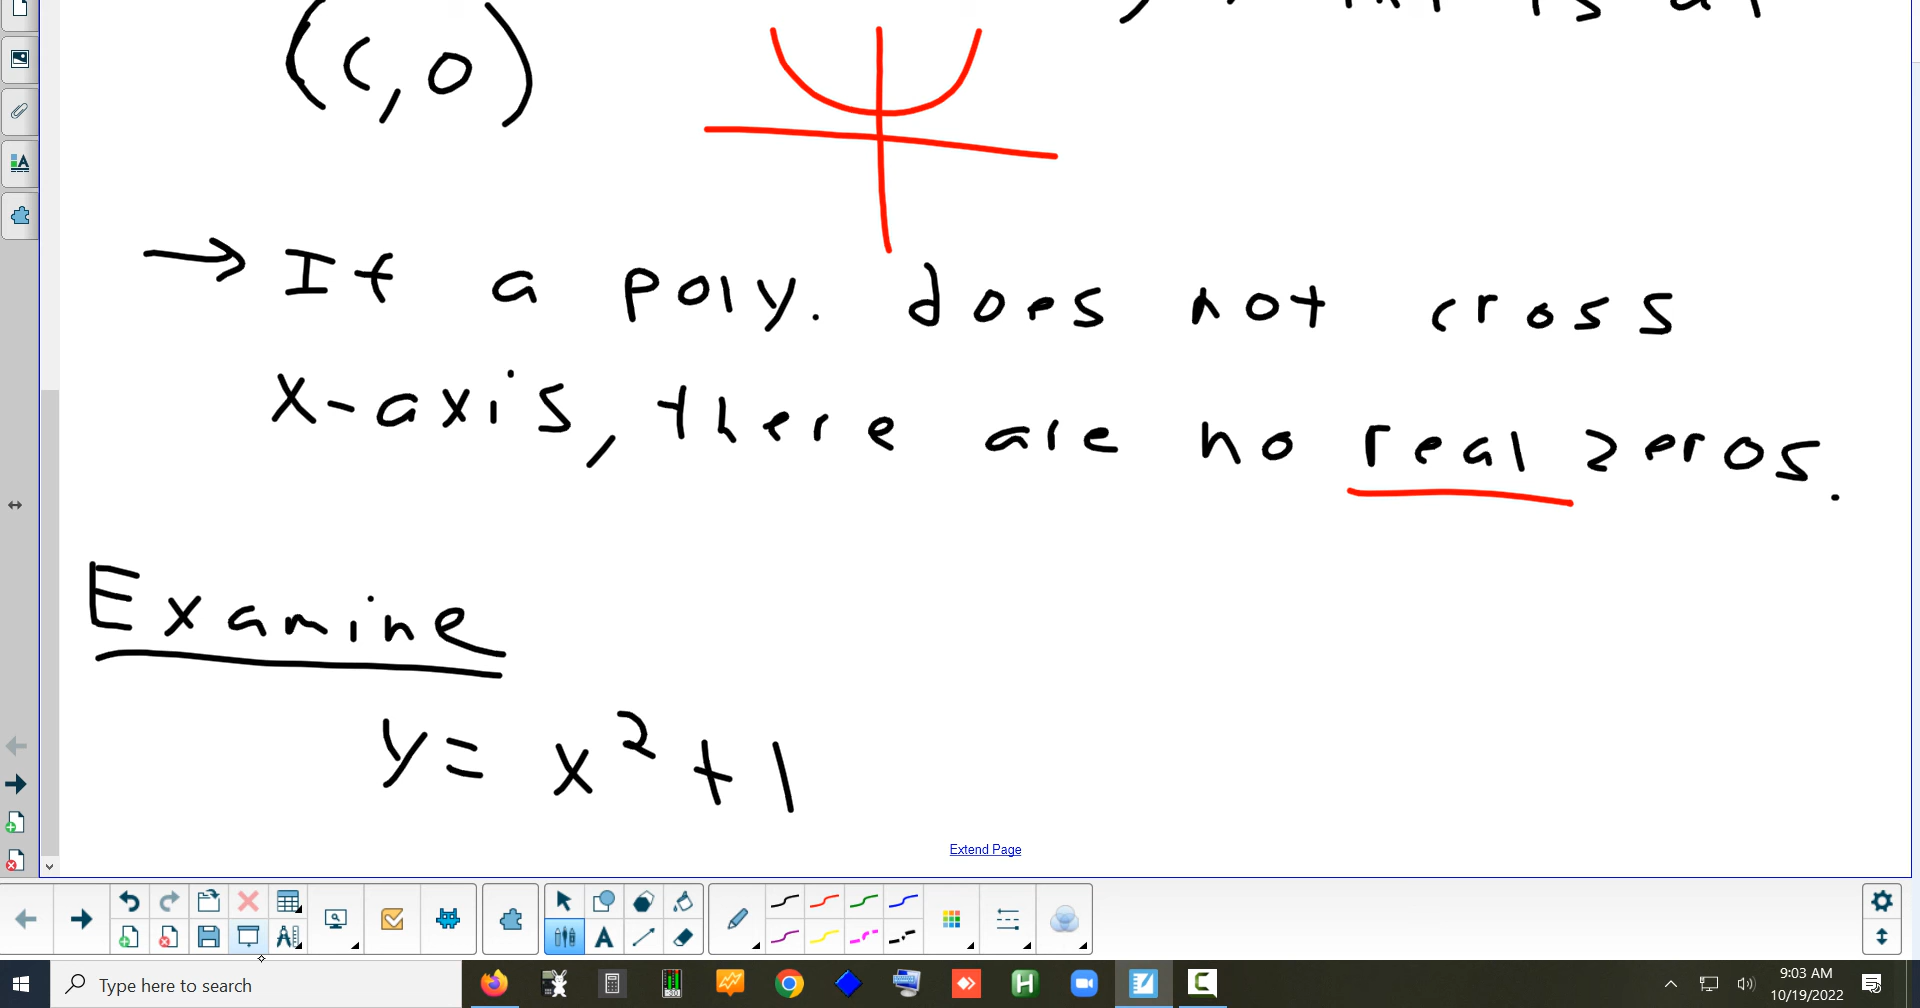 (c,0)
→ If a poly. does not cross
x-axis, there are no real zeros.
Examine
y = x² + 1
Extend Page
Type here to search
9:03 AM
10/19/2022